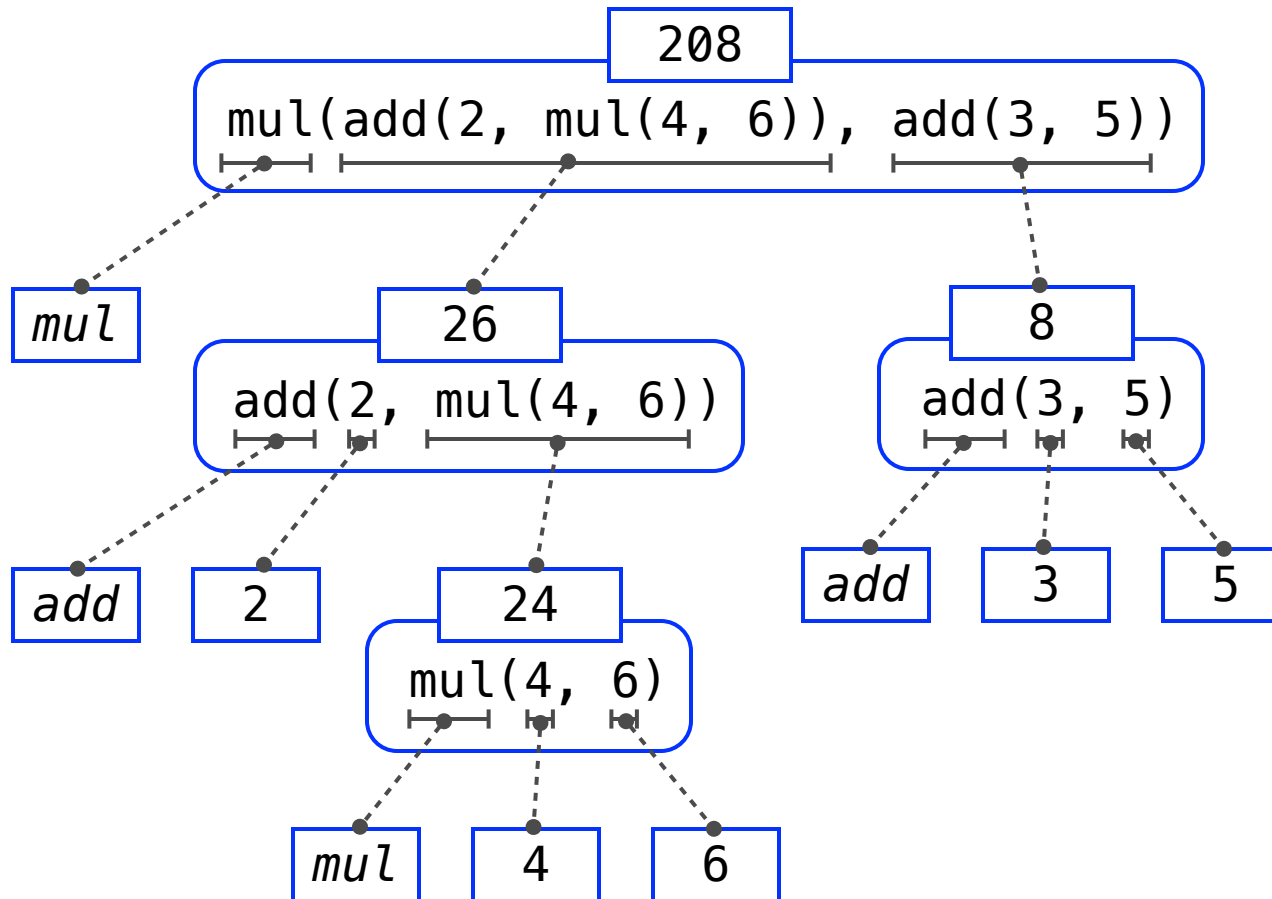 208
mul(add(2, mul(4, 6)), add(3, 5))
mul
26
8
add(2, mul(4, 6))
add(3, 5)
add
2
24
add
3
5
mul(4, 6)
mul
4
6